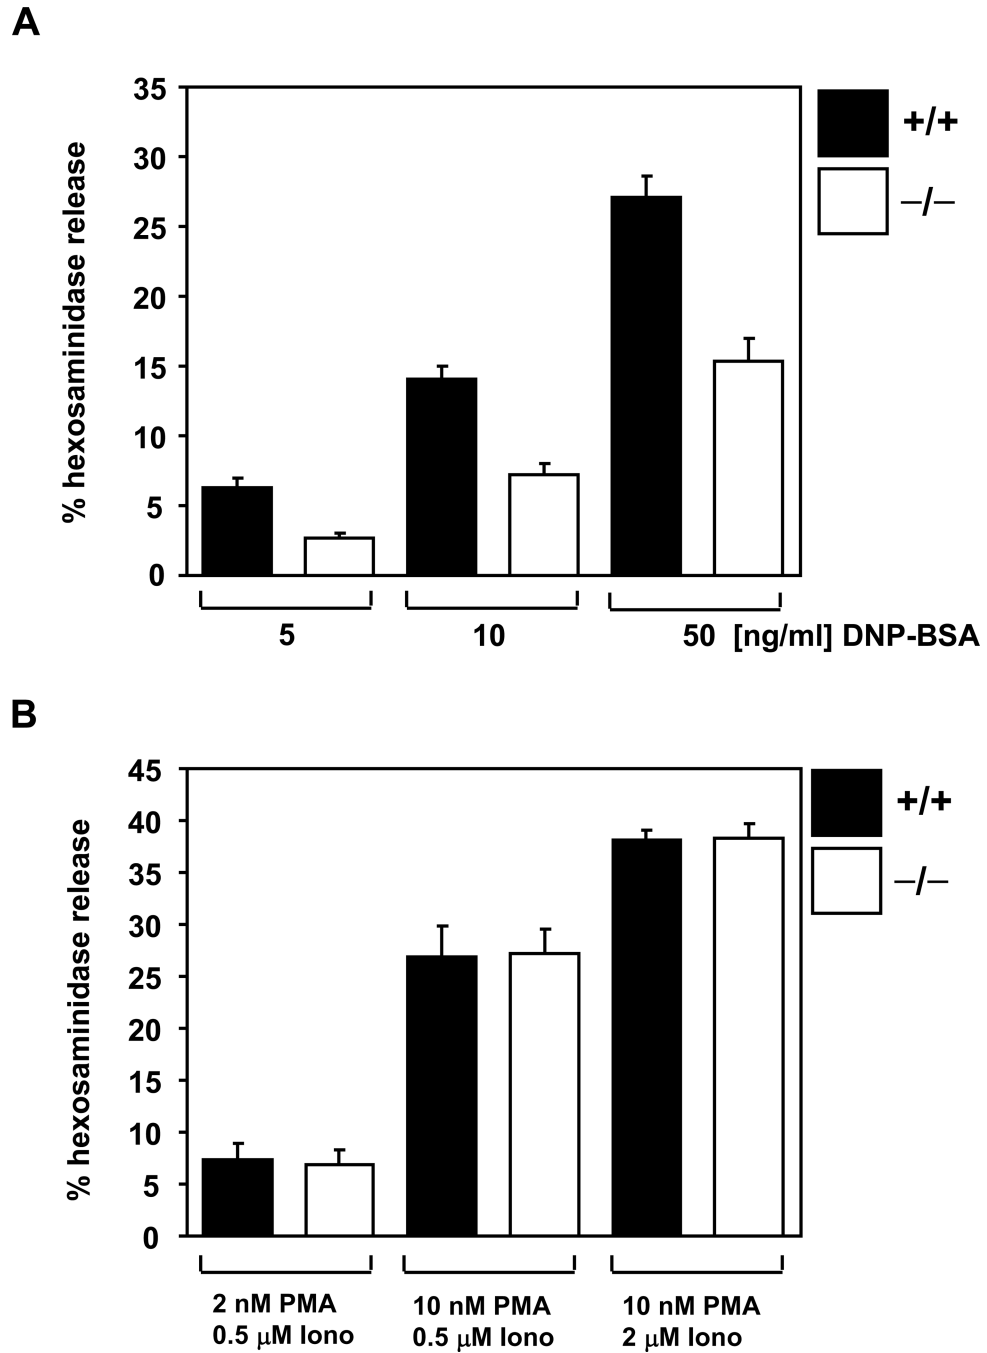 A
% hexosaminidase release
35
30
25
20
15
10
5
0
+/+
−/−
5
10
50 [ng/ml] DNP-BSA
B
% hexosaminidase release
45
40
35
30
25
20
15
10
5
0
+/+
−/−
2 nM PMA
0.5 μM Iono
10 nM PMA
0.5 μM Iono
10 nM PMA
2 μM Iono